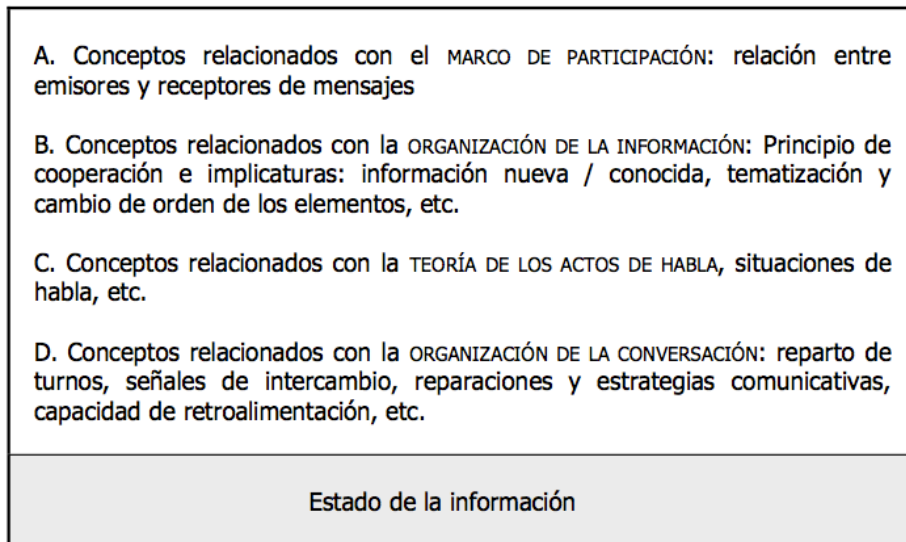 A. Conceptos relacionados con el MARCO DE PARTICIPACIÓN: relación entre
emisores y receptores de mensajes
B. Conceptos relacionados con la ORGANIZACIÓN DE LA INFORMACIÓN: Principio de
cooperación e implicaturas: información nueva / conocida, tematización y
cambio de orden de los elementos, etc.
C. Conceptos relacionados con la TEORÍA DE LOS ACTOS DE HABLA, situaciones de
habla, etc.
D. Conceptos relacionados con la ORGANIZACIÓN DE LA CONVERSACIÓN: reparto de
turnos, señales de intercambio, reparaciones y estrategias comunicativas,
capacidad de retroalimentación, etc.
Estado de la información